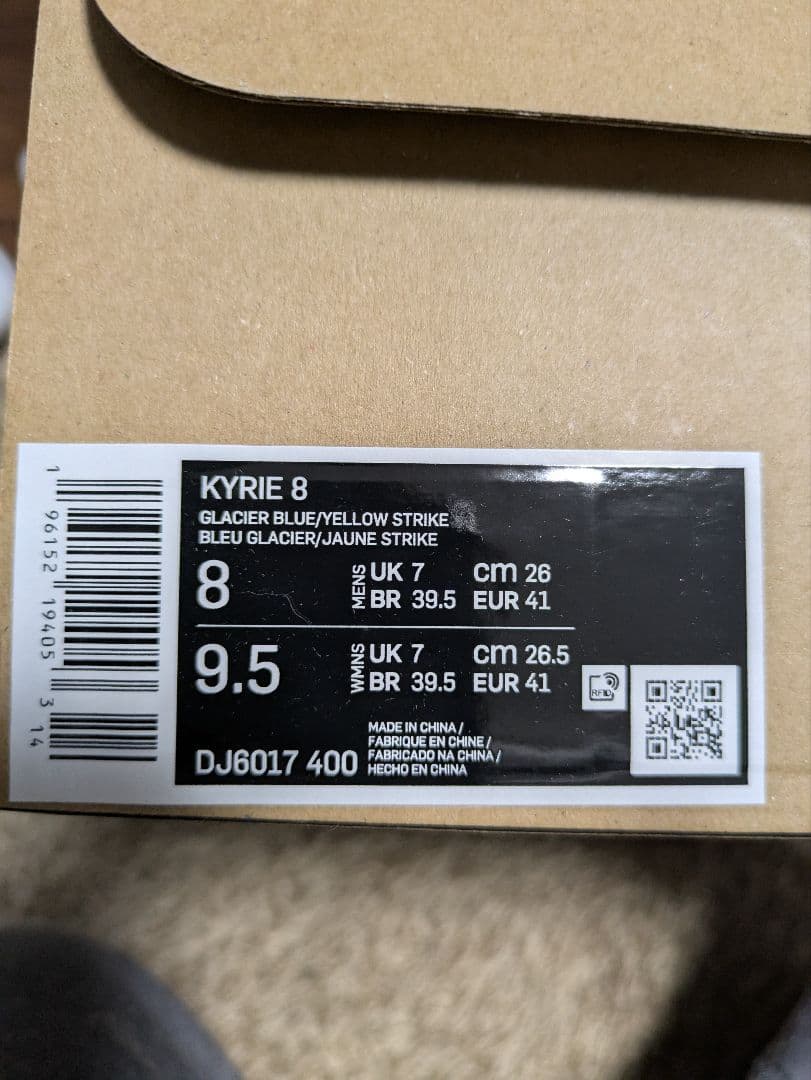 KYRIE 8
GLACIER BLUE/YELLOW STRIKE
BLEU GLACIER/JAUNE STRIKE
8 MENS UK 7 cm 26
BR 39.5 EUR 41
9.5 WMNS UK 7 cm 26.5
BR 39.5 EUR 41
RFID
DJ6017 400
MADE IN CHINA /
FABRIQUE EN CHINE /
FABRICADO NA CHINA /
HECHO EN CHINA
1 96152 19405 3 14